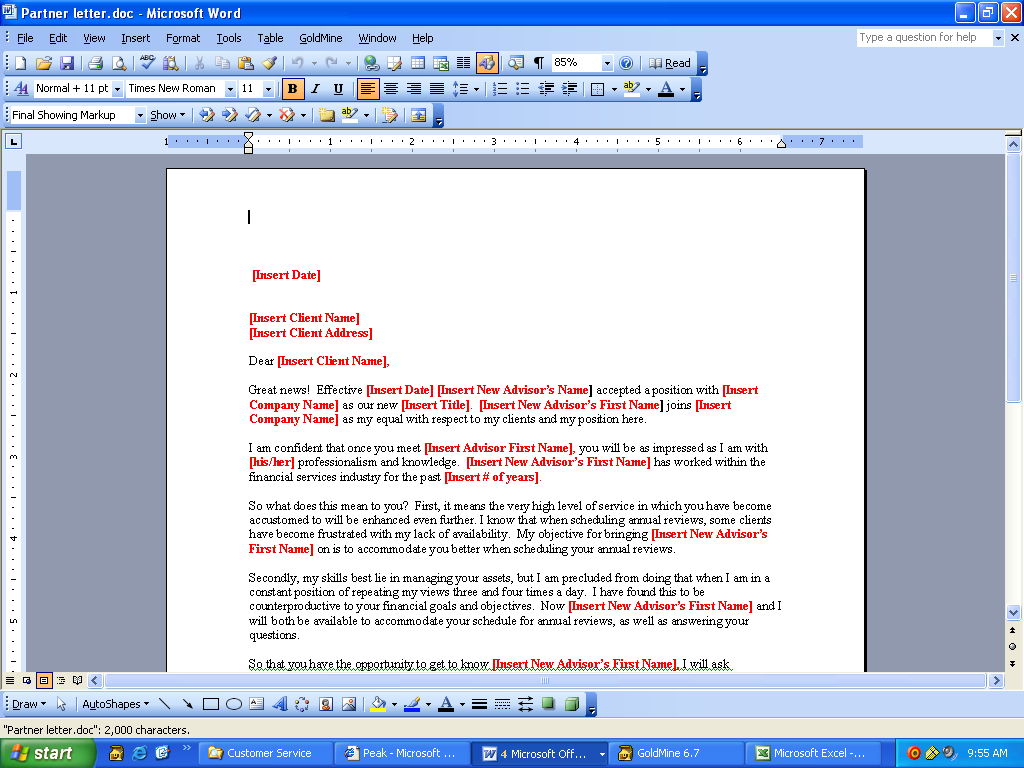 Partner letter.doc - Microsoft Word
File Edit View Insert Format Tools Table GoldMine Window Help Type a question for help
85% Read
Normal + 11 pt Times New Roman 11 B I U
Final Showing Markup Show
1 1 2 3 4 5 6 7
[Insert Date]
[Insert Client Name]
[Insert Client Address]
Dear [Insert Client Name],
Great news!  Effective [Insert Date] [Insert New Advisor's Name] accepted a position with [Insert
Company Name] as our new [Insert Title].  [Insert New Advisor's First Name] joins [Insert
Company Name] as my equal with respect to my clients and my position here.
I am confident that once you meet [Insert Advisor First Name], you will be as impressed as I am with
[his/her] professionalism and knowledge.  [Insert New Advisor's First Name] has worked within the
financial services industry for the past [Insert # of years].
So what does this mean to you?  First, it means the very high level of service in which you have become
accustomed to will be enhanced even further. I know that when scheduling annual reviews, some clients
have become frustrated with my lack of availability.  My objective for bringing [Insert New Advisor's
First Name] on is to accommodate you better when scheduling your annual reviews.
Secondly, my skills best lie in managing your assets, but I am precluded from doing that when I am in a
constant position of repeating my views three and four times a day.  I have found this to be
counterproductive to your financial goals and objectives.  Now [Insert New Advisor's First Name] and I
will both be available to accommodate your schedule for annual reviews, as well as answering your
questions.
So that you have the opportunity to get to know [Insert New Advisor's First Name], I will ask
1
2
3
4
5
Draw AutoShapes
"Partner letter.doc": 2,000 characters.
start Customer Service Peak - Microsoft ... 4 Microsoft Off... GoldMine 6.7 Microsoft Excel -... 9:55 AM